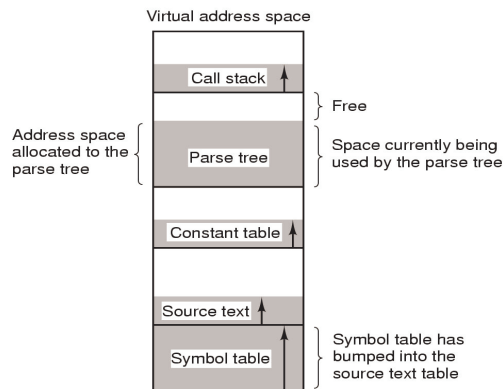 Virtual address space
Call stack
Free
Address space
allocated to the
parse tree
Parse tree
Space currently being
used by the parse tree
Constant table
Source text
Symbol table
Symbol table has
bumped into the
source text table